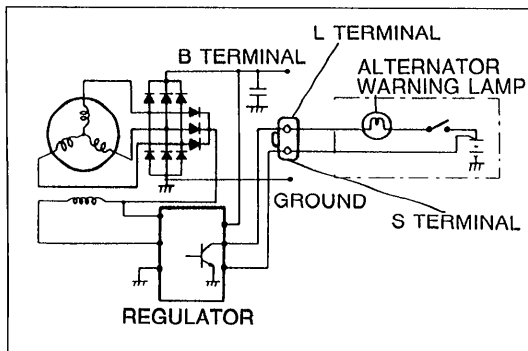 L TERMINAL
B TERMINAL
ALTERNATOR
WARNING LAMP
GROUND
S TERMINAL
REGULATOR